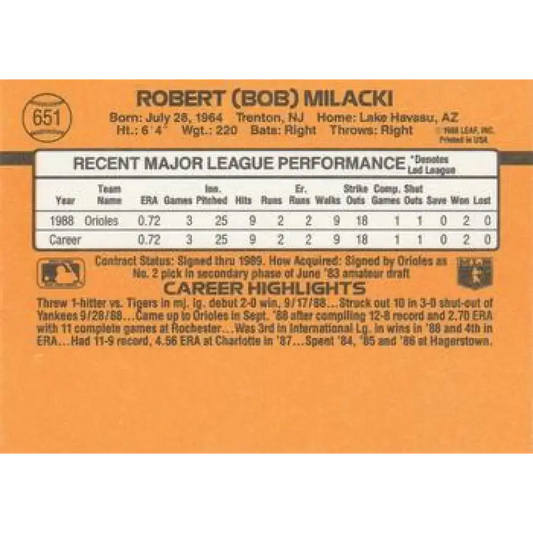 651
ROBERT (BOB) MILACKI
Born: July 28, 1964 Trenton, NJ Home: Lake Havasu, AZ
Ht.: 6'4" Wgt.: 220 Bats: Right Throws: Right
© 1988 LEAF, INC.
Printed in USA
RECENT MAJOR LEAGUE PERFORMANCE *Denotes Led League
Year Team Name ERA Games Inn. Pitched Hits Runs Er. Runs Walks Strike Outs Comp. Games Shut Outs Save Won Lost
1988 Orioles 0.72 3 25 9 2 2 9 18 1 1 0 2 0
Career 0.72 3 25 9 2 2 9 18 1 1 0 2 0
Contract Status: Signed thru 1989. How Acquired: Signed by Orioles as
No. 2 pick in secondary phase of June '83 amateur draft
CAREER HIGHLIGHTS
Threw 1-hitter vs. Tigers in mj. lg. debut 2-0 win, 9/17/88...Struck out 10 in 3-0 shut-out of
Yankees 9/28/88...Came up to Orioles in Sept. '88 after compiling 12-8 record and 2.70 ERA
with 11 complete games at Rochester...Was 3rd in International Lg. in wins in '88 and 4th in
ERA...Had 11-9 record, 4.56 ERA at Charlotte in '87...Spent '84, '85 and '86 at Hagerstown.